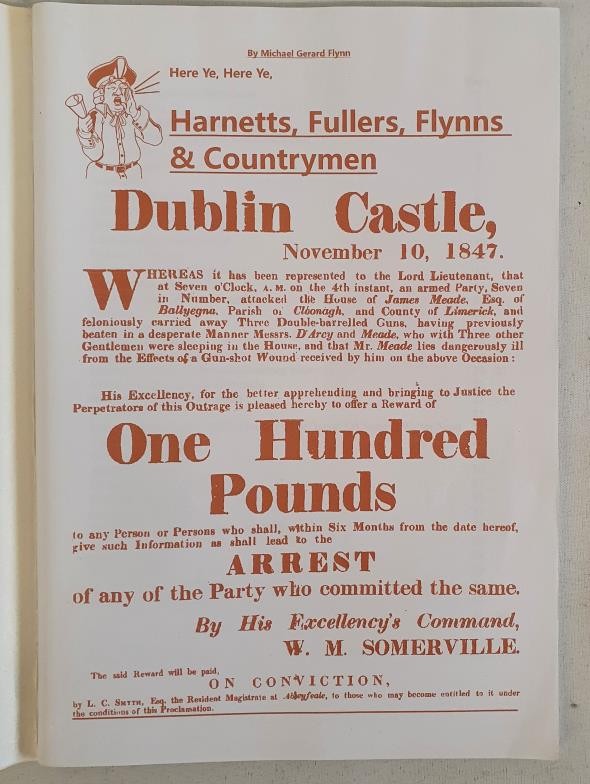 By Michael Gerard Flynn
Here Ye, Here Ye,
Harnetts, Fullers, Flynns
& Countrymen
Dublin Castle,
November 10, 1847.
WHEREAS it has been represented to the Lord Lieutenant, that
at Seven o'Clock, A. M. on the 4th instant, an armed Party, Seven
in Number, attacked the House of James Meade, Esq. of
Ballyegna, Parish of Cloonagh, and County of Limerick, and
feloniously carried away Three Double-barrelled Guns, having previously
beaten in a desperate Manner Messrs. D'Arcy and Meade, who with Three other
Gentlemen were sleeping in the House, and that Mr. Meade lies dangerously ill
from the Effects of a Gun-shot Wound received by him on the above Occasion:
His Excellency, for the better apprehending and bringing to Justice the
Perpetrators of this Outrage is pleased hereby to offer a Reward of
One Hundred
Pounds
to any Person or Persons who shall, within Six Months from the date hereof,
give such Information as shall lead to the
ARREST
of any of the Party who committed the same.
By His Excellency's Command,
W. M. SOMERVILLE.
The said Reward will be paid,
ON CONVICTION,
by L. C. SMYTH, Esq. the Resident Magistrate at Abbeyfeale, to those who may become entitled to it under
the conditions of this Proclamation.